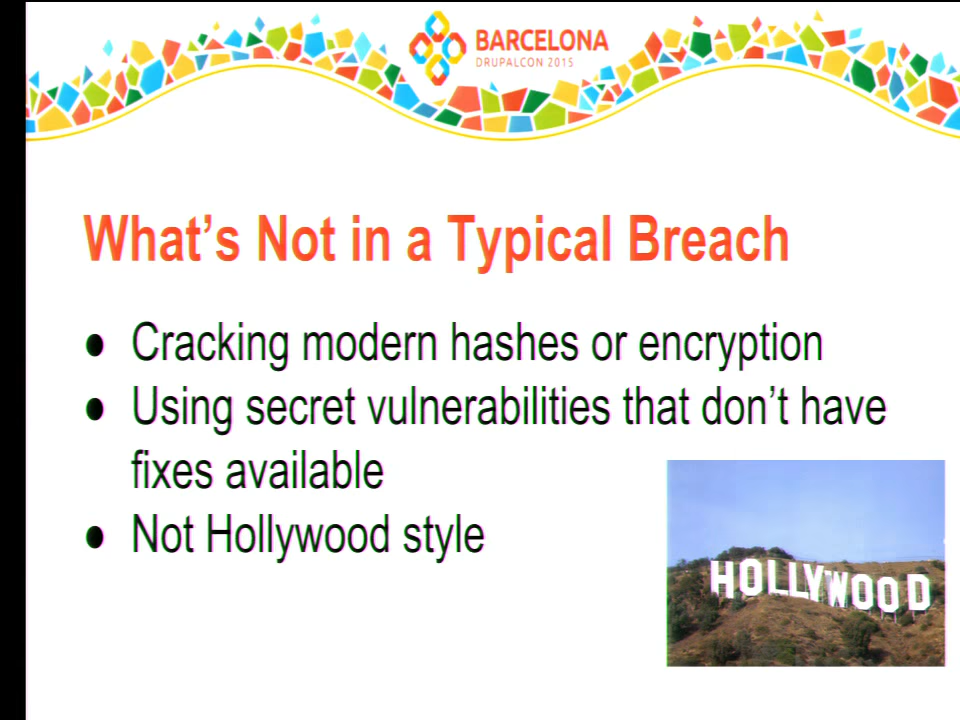 BARCELONA
DRUPALCON 2015
What's Not in a Typical Breach
● Cracking modern hashes or encryption
● Using secret vulnerabilities that don't have
fixes available
● Not Hollywood style
HOLLYWOOD